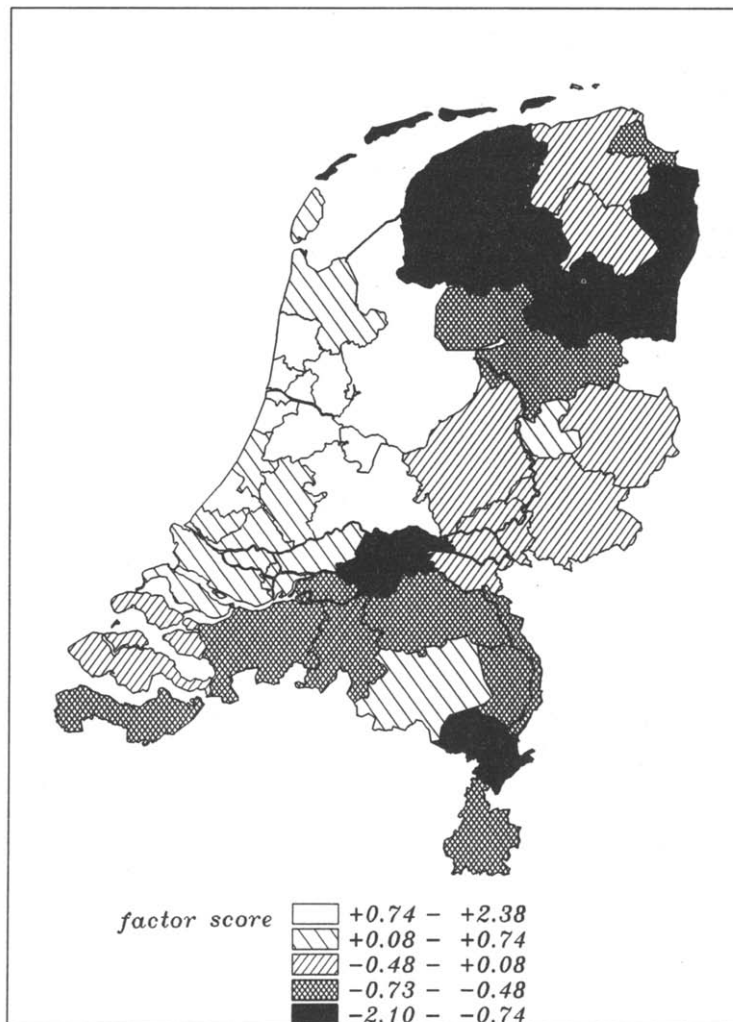 factor score +0.74 - +2.38
+0.08 - +0.74
-0.48 - +0.08
-0.73 - -0.48
-2.10 - -0.74